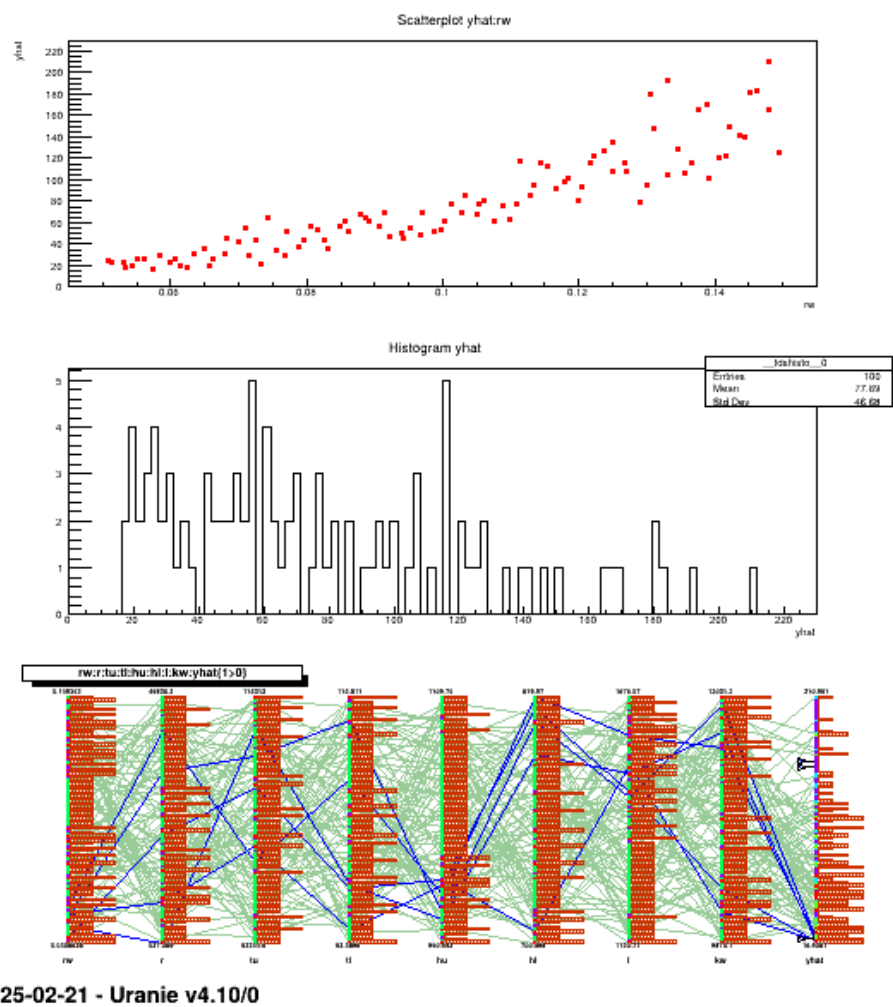 Scatterplot yhat:rw
yhat
220
200
180
160
140
120
100
80
60
40
20
0
0.06 0.08 0.1 0.12 0.14
rw
Histogram yhat
__tdshisto__0
Entries 100
Mean 77.89
Std Dev 46.68
5
4
3
2
1
0
0 20 40 60 80 100 120 140 160 180 200 220
yhat
rw:r:tu:tl:hu:hl:l:kw:yhat{1>0}
rw r tu tl hu hl l kw yhat
25-02-21 - Uranie v4.10/0